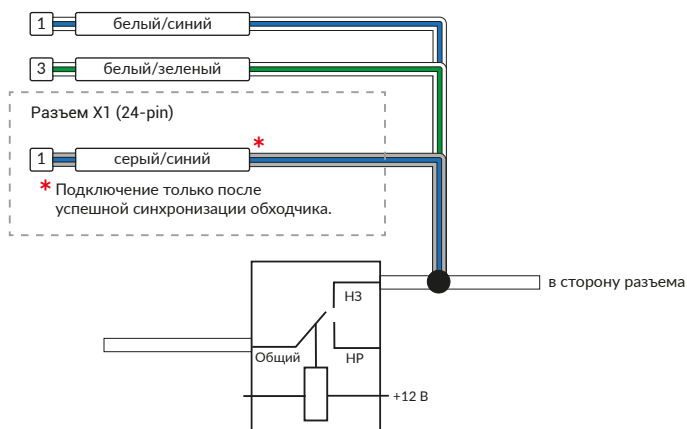 1 белый/синий
3 белый/зеленый
Разъем X1 (24-pin)
*
1 серый/синий
* Подключение только после
успешной синхронизации обходчика.
в сторону разъема
НЗ
Общий НР
+12 В